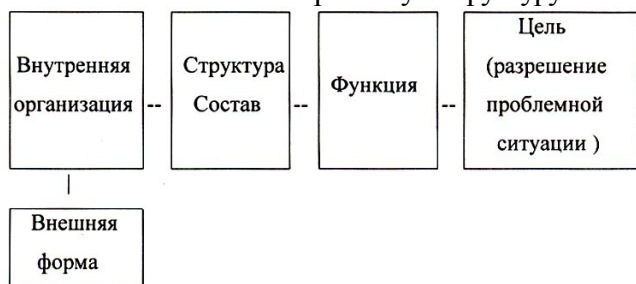 Внутренняя
организация
--
Структура
Состав
--
Функция
--
Цель
(разрешение
проблемной
ситуации )
Внешняя
форма